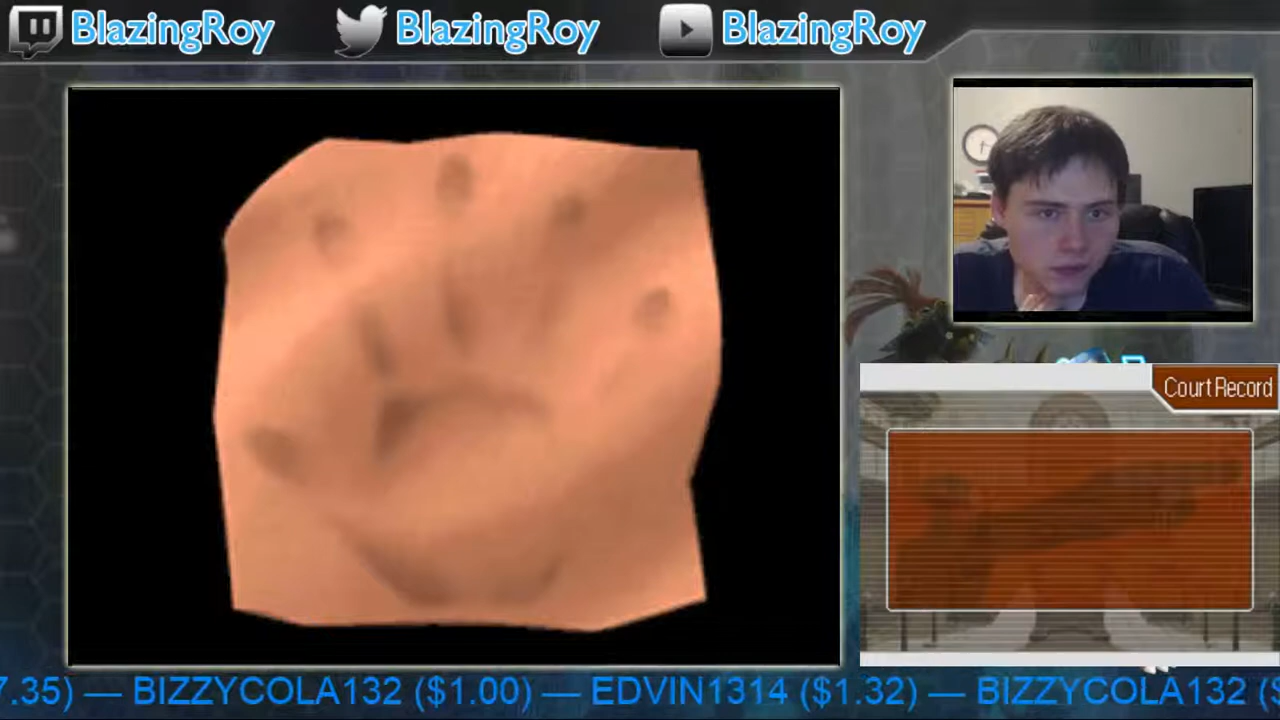 BlazingRoy BlazingRoy BlazingRoy
Court Record
7.35) — BIZZYCOLA132 ($1.00) — EDVIN1314 ($1.32) — BIZZYCOLA132 ($